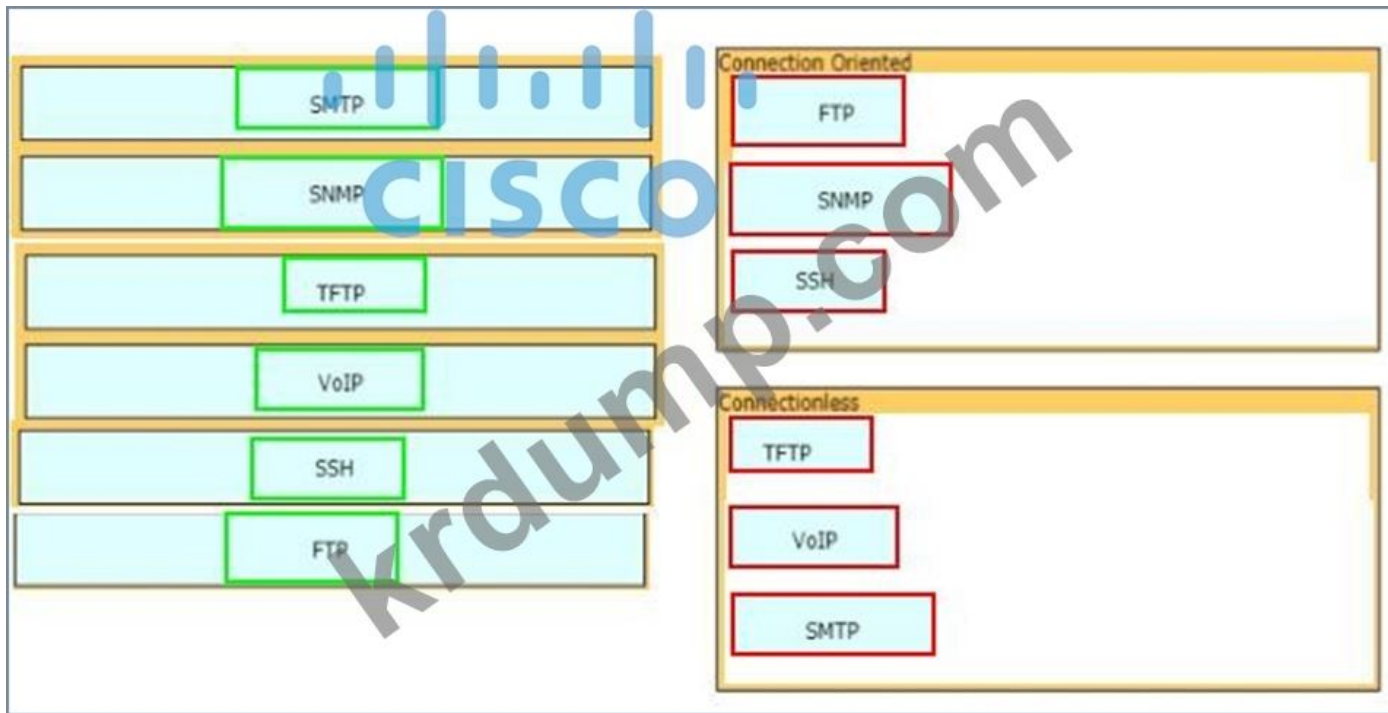 SMTP
SNMP
TFTP
VoIP
SSH
FTP
CISCO
Connection Oriented
FTP
SNMP
SSH
Connectionless
TFTP
VoIP
SMTP
krdump.com